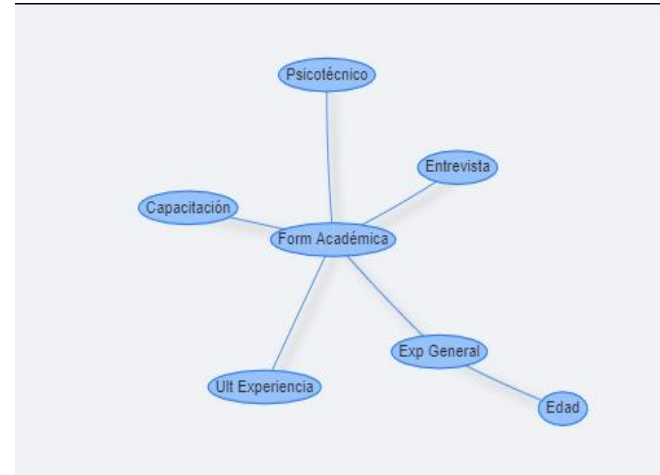 Psicotécnico
Entrevista
Capacitación
Form Académica
Exp General
Ult Experiencia
Edad